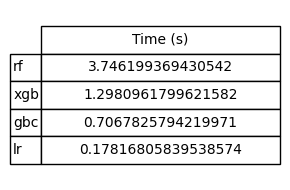 Time (s)
rf 3.746199369430542
xgb 1.2980961799621582
gbc 0.7067825794219971
lr 0.17816805839538574